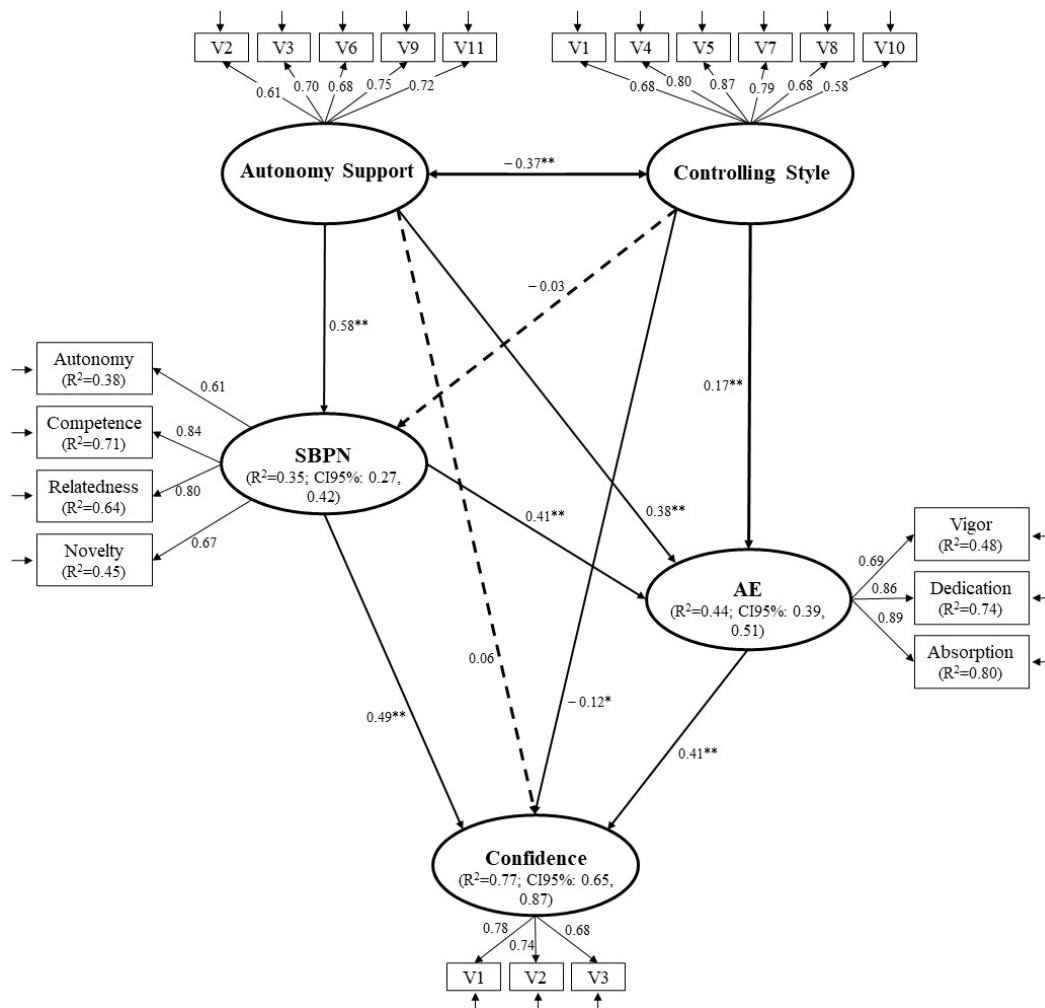 V2 V3 V6 V9 V11 V1 V4 V5 V7 V8 V10
0.61 0.70 0.68 0.75 0.72 0.68 0.80 0.87 0.79 0.68 0.58
Autonomy Support
−0.37**
Controlling Style
−0.03
0.58**
0.17**
Autonomy
(R²=0.38)
0.61
Competence
(R²=0.71)
0.84
Relatedness
(R²=0.64)
0.80
Novelty
(R²=0.45)
0.67
SBPN
(R²=0.35; CI95%: 0.27,
0.42)
0.41**
0.38**
Vigor
(R²=0.48)
0.69
Dedication
(R²=0.74)
0.86
Absorption
(R²=0.80)
0.89
AE
(R²=0.44; CI95%: 0.39,
0.51)
0.06
−0.12*
0.49**
0.41**
Confidence
(R²=0.77; CI95%: 0.65,
0.87)
0.78 0.74 0.68
V1 V2 V3